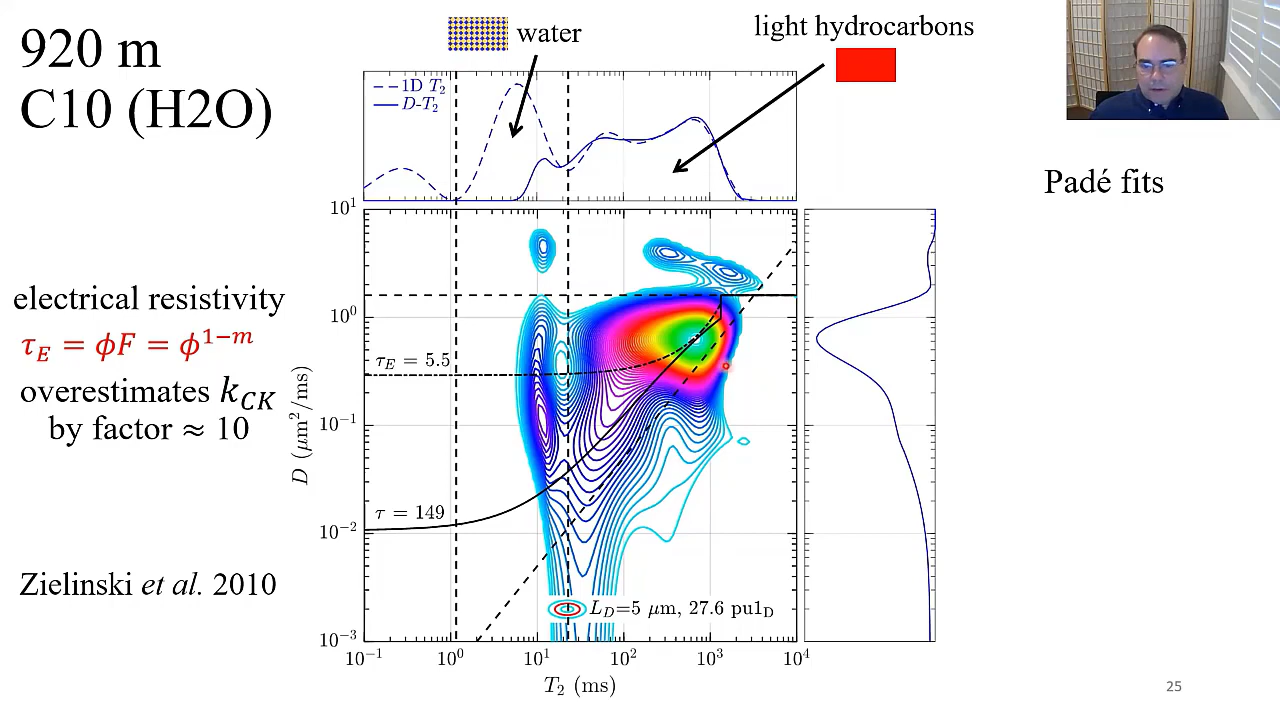 920 m
C10 (H2O)
water
light hydrocarbons
1D T₂
D-T₂
Padé fits
electrical resistivity
τ_E = ϕF = ϕ^{1−m}
overestimates k_{CK}
by factor ≈ 10
Zielinski et al. 2010
10¹
10⁰
10⁻¹
10⁻²
10⁻³
D (μm²/ms)
τ_E = 5.5
τ = 149
L_D=5 μm, 27.6 pu1_D
10⁻¹ 10⁰ 10¹ 10² 10³ 10⁴
T₂ (ms)
25